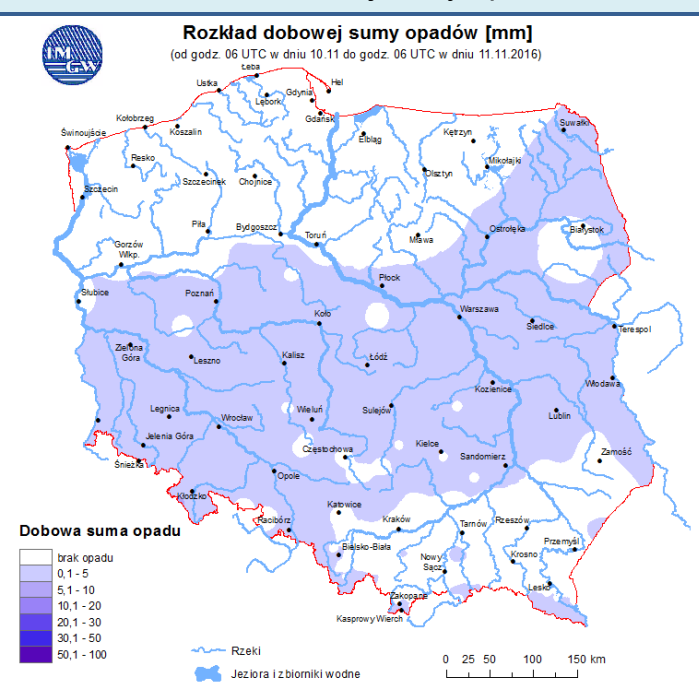 Rozkład dobowej sumy opadów [mm]
(od godz. 06 UTC w dniu 10.11 do godz. 06 UTC w dniu 11.11.2016)
IM
GW
Łeba
Ustka
Hel
Lębork
Gdynia
Gdańsk
Kołobrzeg
Koszalin
Suwałki
Świnoujście
Elbląg
Kętrzyn
Resko
Mikołajki
Olsztyn
Szczecinek
Chojnice
Szczecin
Piła
Bydgoszcz
Toruń
Mława
Ostrołęka
Białystok
Gorzów
Wlkp.
Płock
Słubice
Poznań
Koło
Warszawa
Siedlce
Terespol
Zielona
Góra
Leszno
Kalisz
Łódź
Kozienice
Włodawa
Legnica
Wrocław
Wieluń
Sulejów
Lublin
Jelenia Góra
Częstochowa
Kielce
Sandomierz
Zamość
Śnieżka
Opole
Kłodzko
Katowice
Racibórz
Kraków
Tarnów
Rzeszów
Bielsko-Biała
Nowy
Sącz
Krosno
Przemyśl
Lesko
Zakopane
Kasprowy Wierch
Dobowa suma opadu
brak opadu
0,1 - 5
5,1 - 10
10,1 - 20
20,1 - 30
30,1 - 50
50,1 - 100
Rzeki
Jeziora i zbiorniki wodne
0 25 50 100 150 km